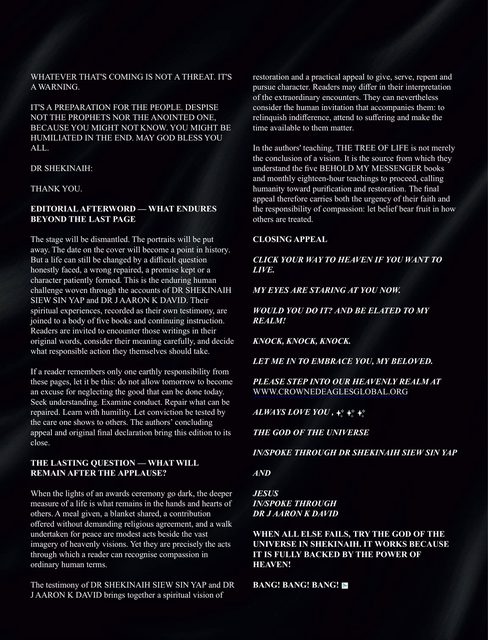 WHATEVER THAT'S COMING IS NOT A THREAT. IT'S
A WARNING.
IT'S A PREPARATION FOR THE PEOPLE. DESPISE
NOT THE PROPHETS NOR THE ANOINTED ONE,
BECAUSE YOU MIGHT NOT KNOW. YOU MIGHT BE
HUMILIATED IN THE END. MAY GOD BLESS YOU
ALL.
DR SHEKINAIH:
THANK YOU.
EDITORIAL AFTERWORD — WHAT ENDURES
BEYOND THE LAST PAGE
The stage will be dismantled. The portraits will be put
away. The date on the cover will become a point in history.
But a life can still be changed by a difficult question
honestly faced, a wrong repaired, a promise kept or a
character patiently formed. This is the enduring human
challenge woven through the accounts of DR SHEKINAIH
SIEW SIN YAP and DR J AARON K DAVID. Their
spiritual experiences, recorded as their own testimony, are
joined to a body of five books and continuing instruction.
Readers are invited to encounter those writings in their
original words, consider their meaning carefully, and decide
what responsible action they themselves should take.
If a reader remembers only one earthly responsibility from
these pages, let it be this: do not allow tomorrow to become
an excuse for neglecting the good that can be done today.
Seek understanding. Examine conduct. Repair what can be
repaired. Learn with humility. Let conviction be tested by
the care one shows to others. The authors' concluding
appeal and original final declaration bring this edition to its
close.
THE LASTING QUESTION — WHAT WILL
REMAIN AFTER THE APPLAUSE?
When the lights of an awards ceremony go dark, the deeper
measure of a life is what remains in the hands and hearts of
others. A meal given, a blanket shared, a contribution
offered without demanding religious agreement, and a walk
undertaken for peace are modest acts beside the vast
imagery of heavenly visions. Yet they are precisely the acts
through which a reader can recognise compassion in
ordinary human terms.
The testimony of DR SHEKINAIH SIEW SIN YAP and DR
J AARON K DAVID brings together a spiritual vision of
restoration and a practical appeal to give, serve, repent and
pursue character. Readers may differ in their interpretation
of the extraordinary encounters. They can nevertheless
consider the human invitation that accompanies them: to
relinquish indifference, attend to suffering and make the
time available to them matter.
In the authors' teaching, THE TREE OF LIFE is not merely
the conclusion of a vision. It is the source from which they
understand the five BEHOLD MY MESSENGER books
and monthly eighteen-hour teachings to proceed, calling
humanity toward purification and restoration. The final
appeal therefore carries both the urgency of their faith and
the responsibility of compassion: let belief bear fruit in how
others are treated.
CLOSING APPEAL
CLICK YOUR WAY TO HEAVEN IF YOU WANT TO
LIVE.
MY EYES ARE STARING AT YOU NOW.
WOULD YOU DO IT? AND BE ELATED TO MY
REALM!
KNOCK, KNOCK, KNOCK.
LET ME IN TO EMBRACE YOU, MY BELOVED.
PLEASE STEP INTO OUR HEAVENLY REALM AT
WWW.CROWNEDEAGLESGLOBAL.ORG
ALWAYS LOVE YOU , ✨ ✨ ✨
THE GOD OF THE UNIVERSE
IN/SPOKE THROUGH DR SHEKINAIH SIEW SIN YAP
AND
JESUS
IN/SPOKE THROUGH
DR J AARON K DAVID
WHEN ALL ELSE FAILS, TRY THE GOD OF THE
UNIVERSE IN SHEKINAIH. IT WORKS BECAUSE
IT IS FULLY BACKED BY THE POWER OF
HEAVEN!
BANG! BANG! BANG!